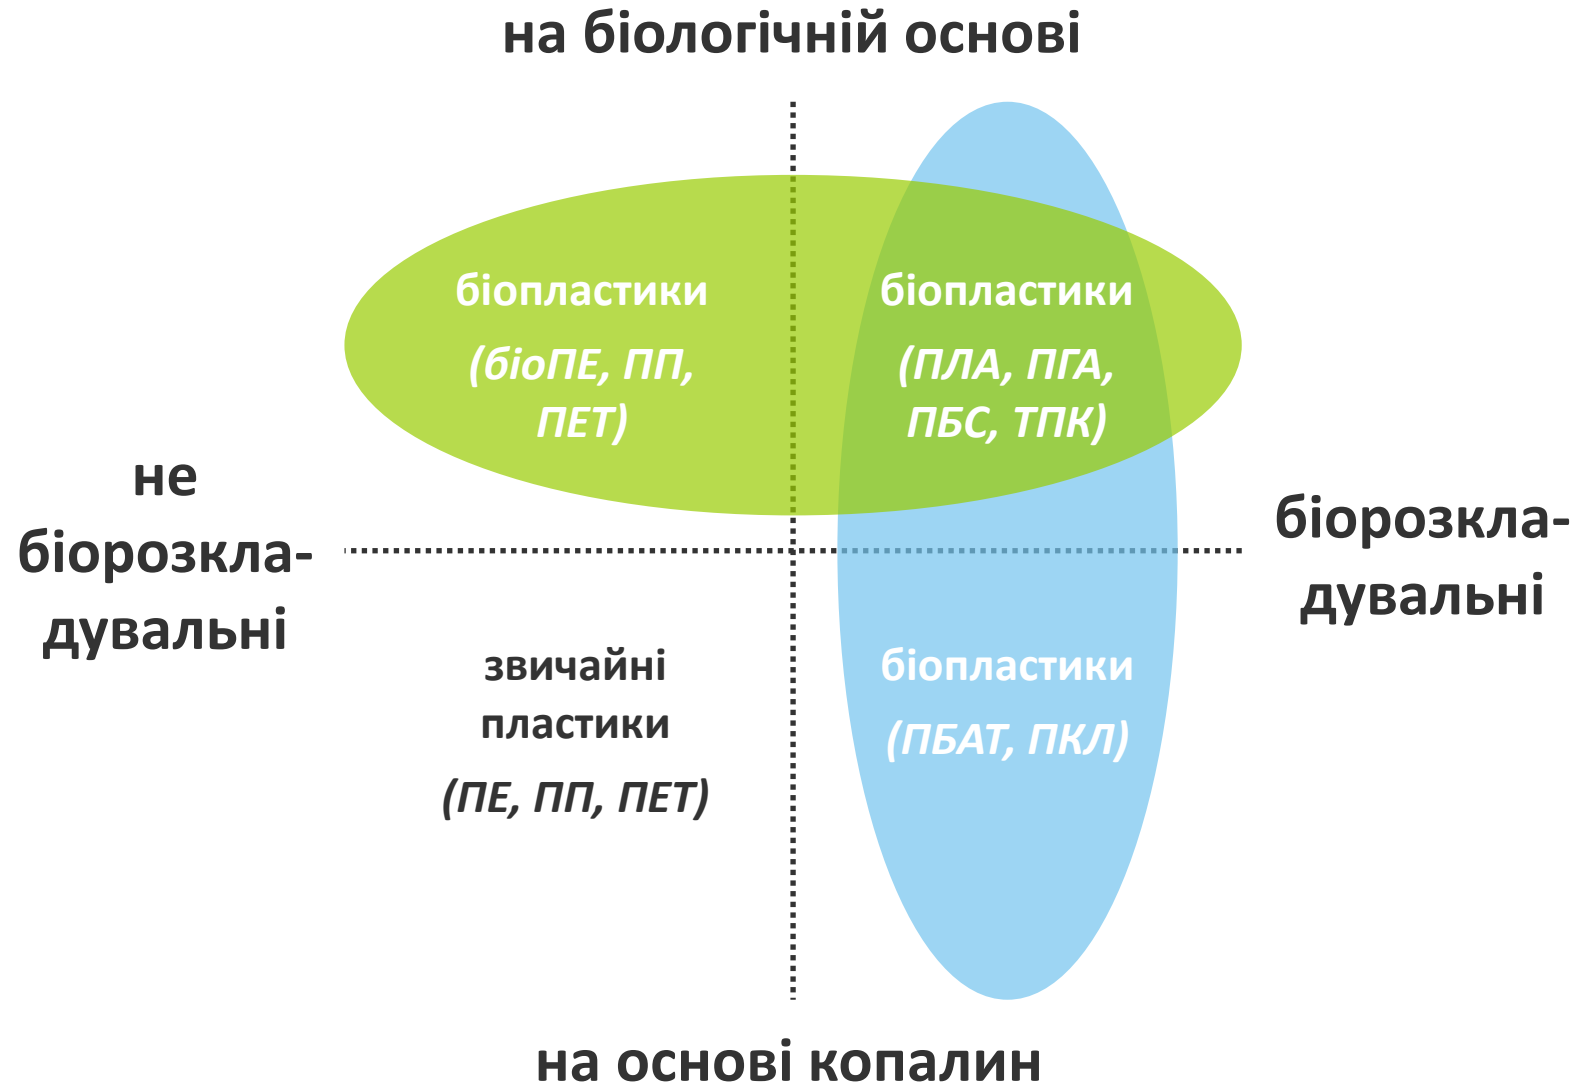 на біологічній основі
біопластики
(біоПЕ, ПП,
ПЕТ)
біопластики
(ПЛА, ПГА,
ПБС, ТПК)
не
біорозкла-
дувальні
біорозкла-
дувальні
звичайні
пластики
(ПЕ, ПП, ПЕТ)
біопластики
(ПБАТ, ПКЛ)
на основі копалин